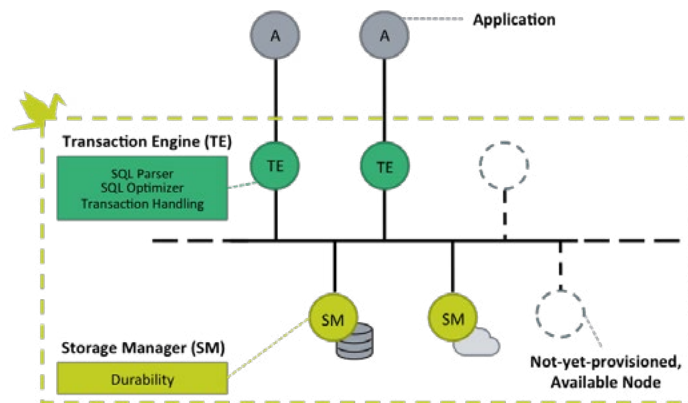 A
A
Application
Transaction Engine (TE)
SQL Parser
SQL Optimizer
Transaction Handling
TE
TE
SM
SM
Storage Manager (SM)
Durability
Not-yet-provisioned,
Available Node